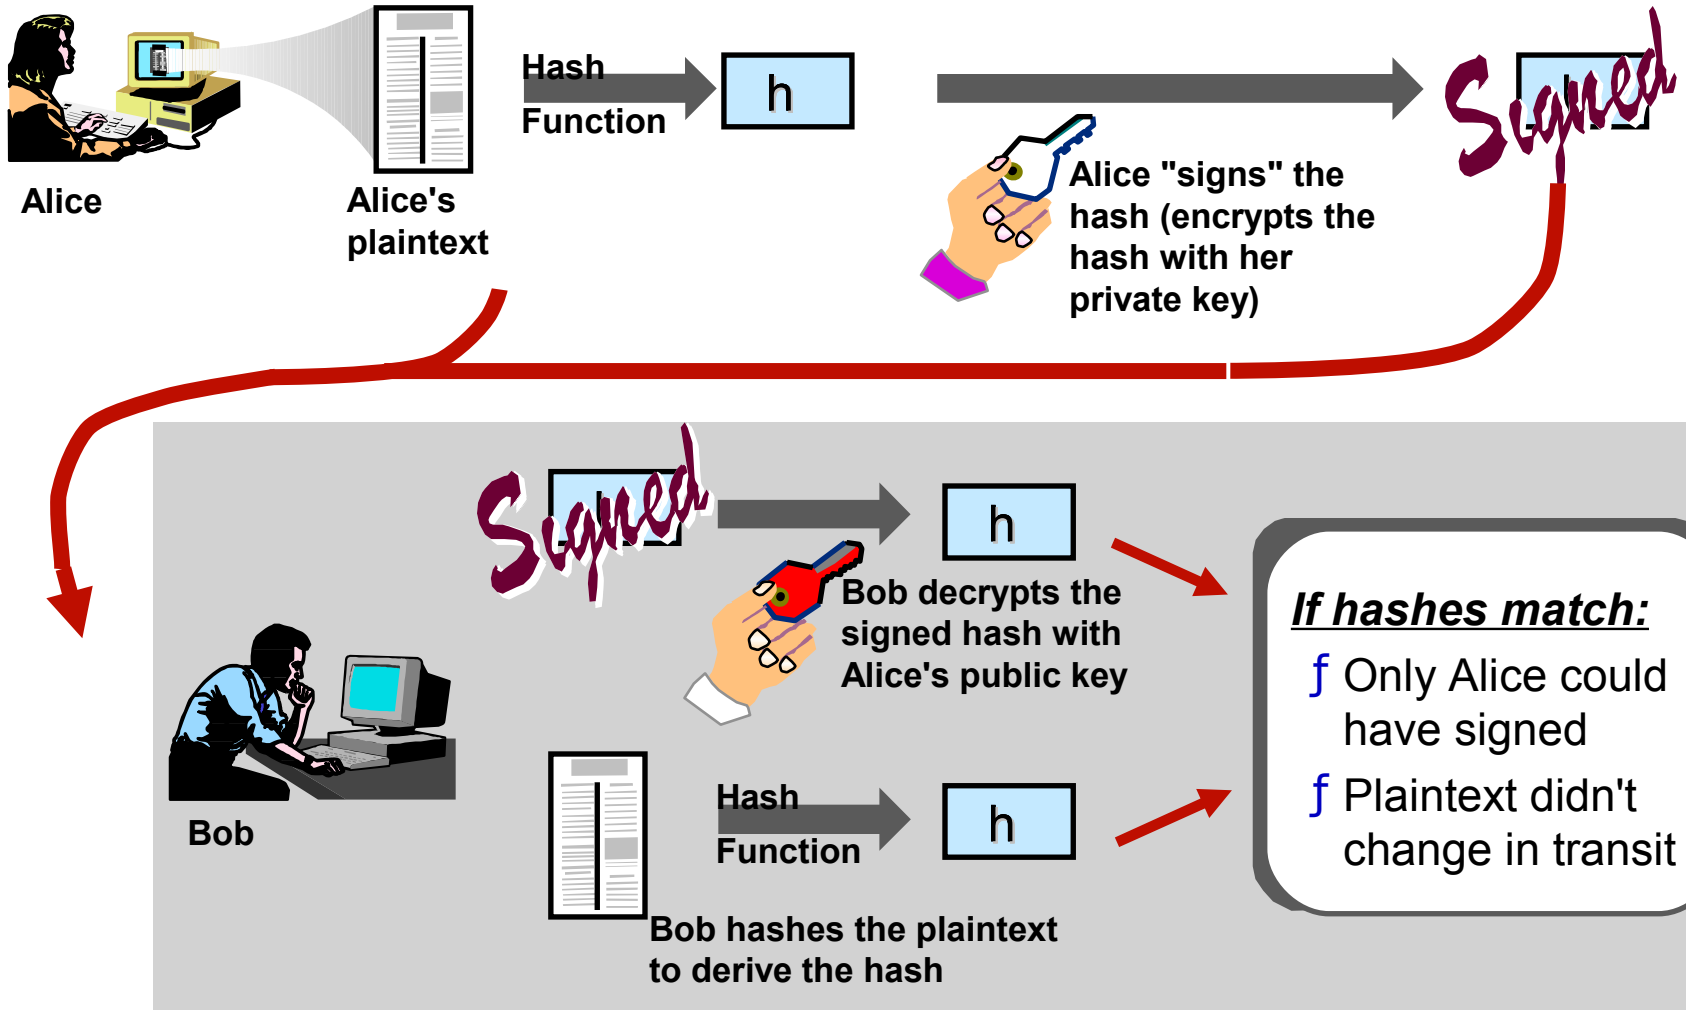 Hash
Function
h
Signed
Alice
Alice's
plaintext
Alice "signs" the
hash (encrypts the
hash with her
private key)
Signed
h
Bob decrypts the
signed hash with
Alice's public key
If hashes match:
ƒ Only Alice could
have signed
ƒ Plaintext didn't
change in transit
Bob
Hash
Function
h
Bob hashes the plaintext
to derive the hash